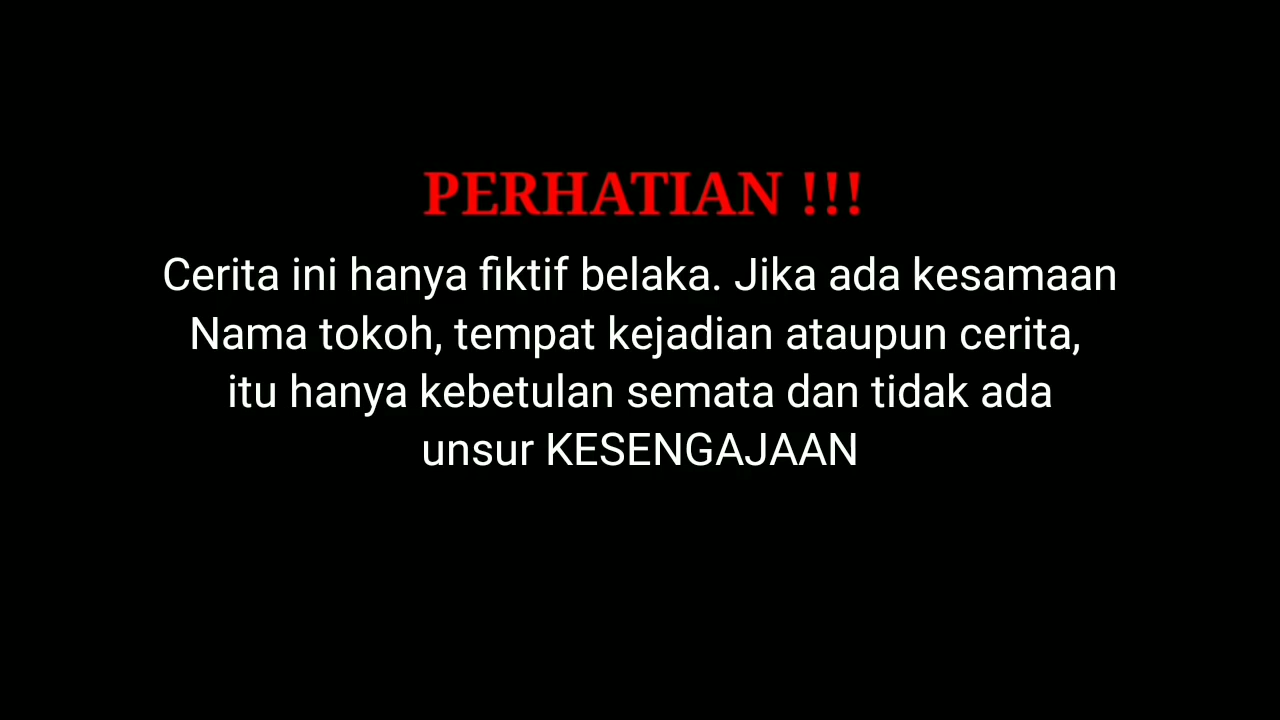 PERHATIAN !!!
Cerita ini hanya fiktif belaka. Jika ada kesamaan
Nama tokoh, tempat kejadian ataupun cerita,
itu hanya kebetulan semata dan tidak ada
unsur KESENGAJAAN